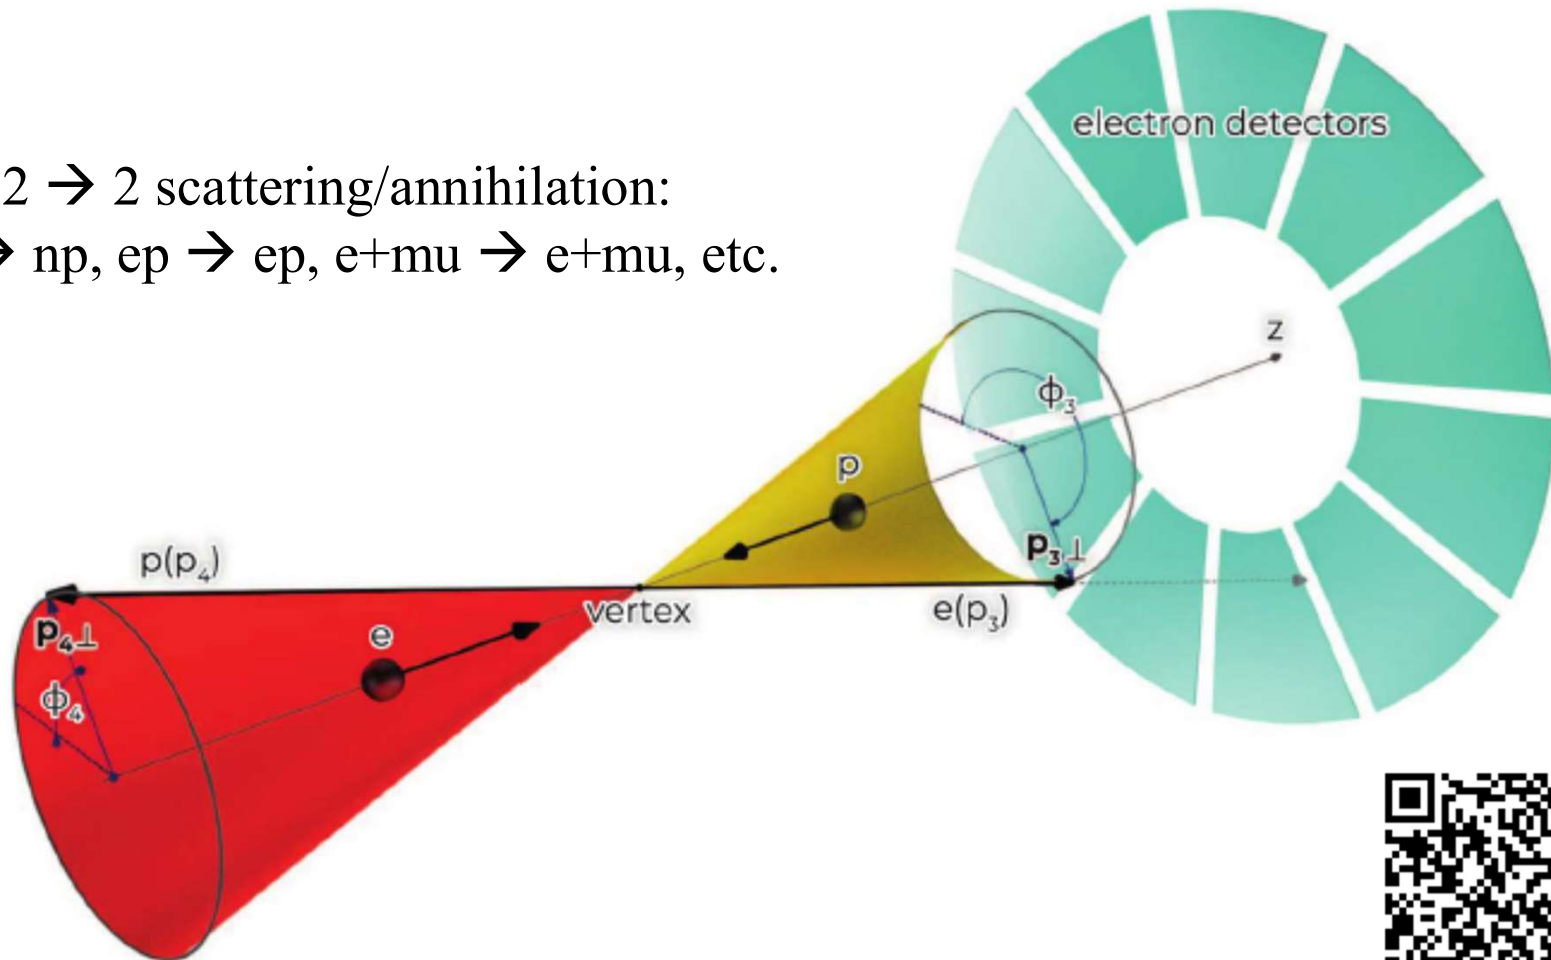 2 → 2 scattering/annihilation:
→ np, ep → ep, e+mu → e+mu, etc.
electron detectors
z
ϕ₃
p
p₃⊥
p(p₄)
vertex
e(p₃)
e
p₄⊥
ϕ₄